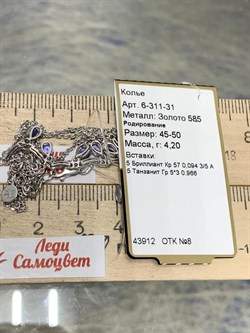 Колье
Арт. 6-311-31
Металл: Золото 585
Родирование
Размер: 45-50
Масса, г: 4,20
Вставки:
5 Бриллиант Кр 57 0,094 3/5 А
5 Танзанит Гр 5*3 0,966
43912 ОТК №8
Леди
Самоцвет